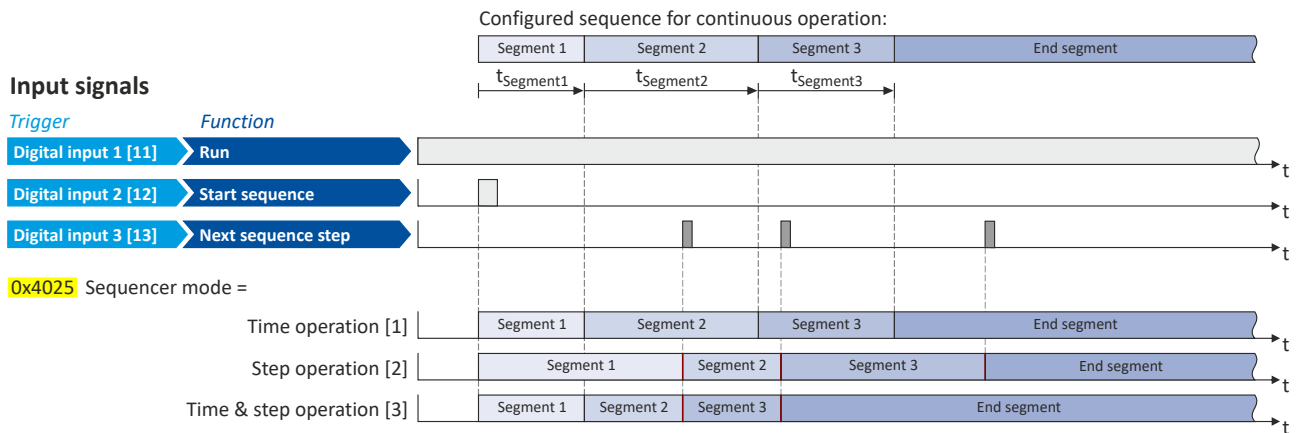 Configured sequence for continuous operation:
Segment 1 Segment 2 Segment 3 End segment
tSegment1 tSegment2 tSegment3
Input signals
Trigger Function
Digital input 1 [11] Run
t
Digital input 2 [12] Start sequence
t
Digital input 3 [13] Next sequence step
t
0x4025 Sequencer mode =
Time operation [1] Segment 1 Segment 2 Segment 3 End segment
t
Step operation [2] Segment 1 Segment 2 Segment 3 End segment
t
Time & step operation [3] Segment 1 Segment 2 Segment 3 End segment
t